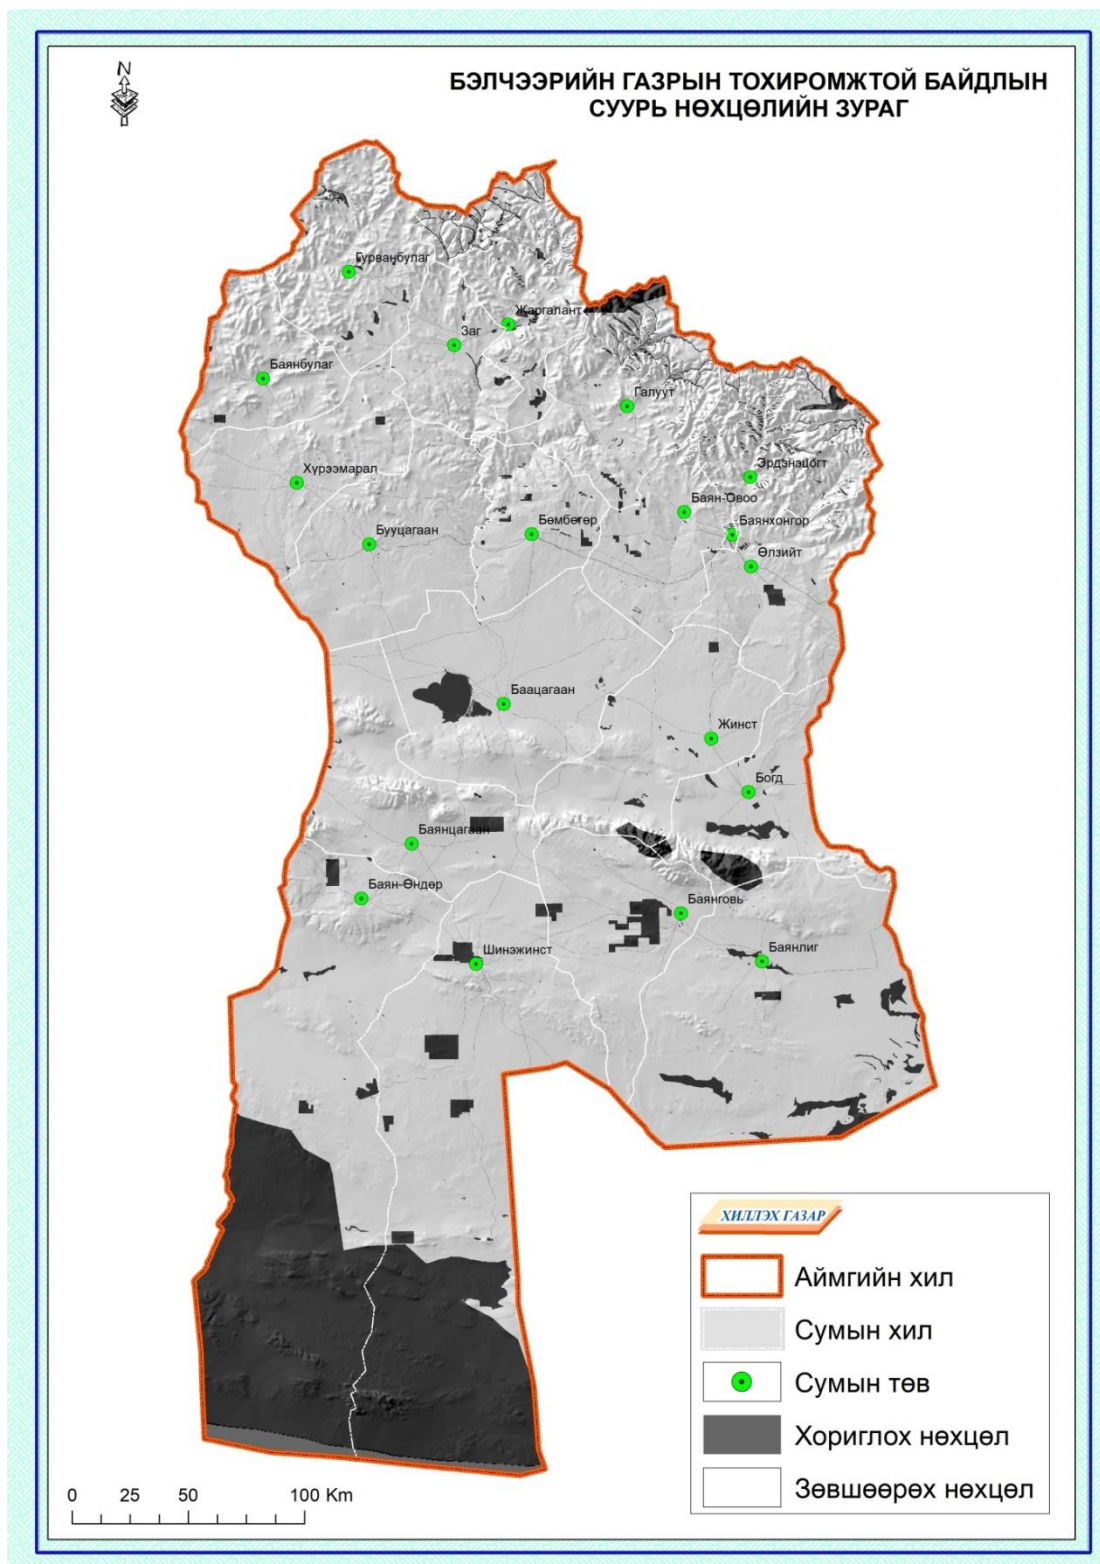 N
БЭЛЧЭЭРИЙН ГАЗРЫН ТОХИРОМЖТОЙ БАЙДЛЫН
СУУРЬ НӨХЦӨЛИЙН ЗУРАГ
Гурванбулаг
Жаргалант
Заг
Баянбулаг
Галуут
Хүрээмарал
Эрдэнэцогт
Баян-Овоо
Бууцагаан
Бөмбөгөр
Баянхонгор
Өлзийт
Баацагаан
Жинст
Богд
Баянцагаан
Баян-Өндөр
Баянговь
Шинэжинст
Баянлиг
ХИЛЛЭХ ГАЗАР
Аймгийн хил
Сумын хил
Сумын төв
Хориглох нөхцөл
Зөвшөөрөх нөхцөл
0 25 50 100 Km